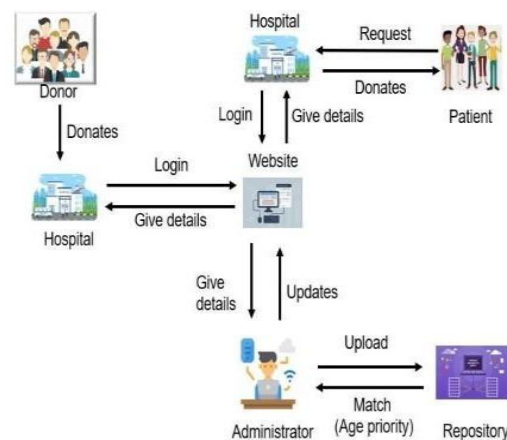 Hospital
Request
Donates
Patient
Donor
Donates
Login
Give details
Website
Login
Give details
Hospital
Give
details
Updates
Upload
Match
(Age priority)
Administrator
Repository